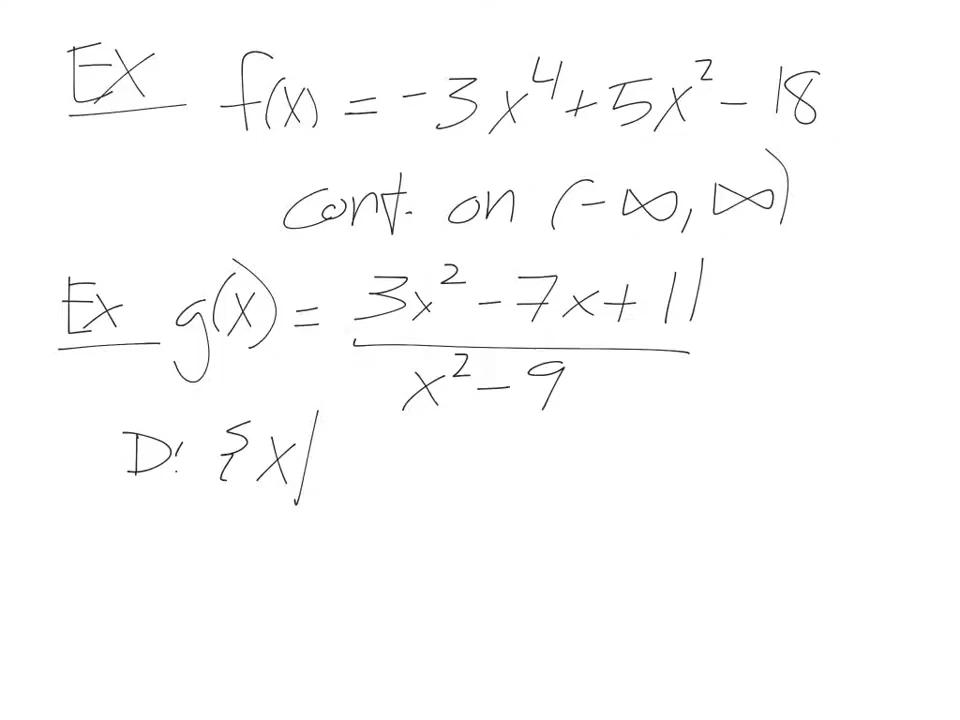 Ex f(x) = -3x⁴+5x²-18
cont. on (-∞, ∞)
Ex g(x) = (3x²-7x+11)/(x²-9)
D: {x|